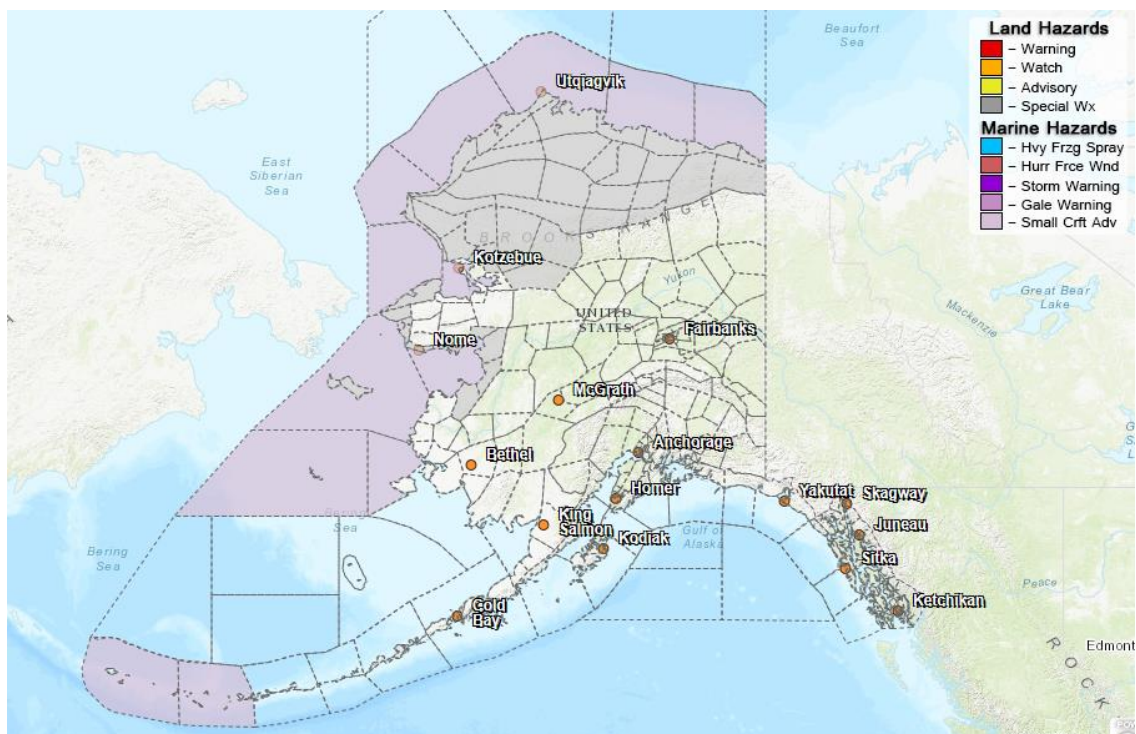 Land Hazards
– Warning
– Watch
– Advisory
– Special Wx
Marine Hazards
– Hvy Frzg Spray
– Hurr Frce Wnd
– Storm Warning
– Gale Warning
– Small Crft Adv
Beaufort
Sea
Utqiagvik
East
Siberian
Sea
BROOKS RANGE
Kotzebue
Yukon
Great Bear
Lake
Mackenzie
UNITED
STATES
Fairbanks
Nome
McGrath
Anchorage
Bethel
Homer
Yakutat
Skagway
King
Salmon
Kodiak
Gulf of
Alaska
Juneau
Sea
Bering
Sea
Sitka
Peace
Ketchikan
Cold
Bay
Edmont
ROCK